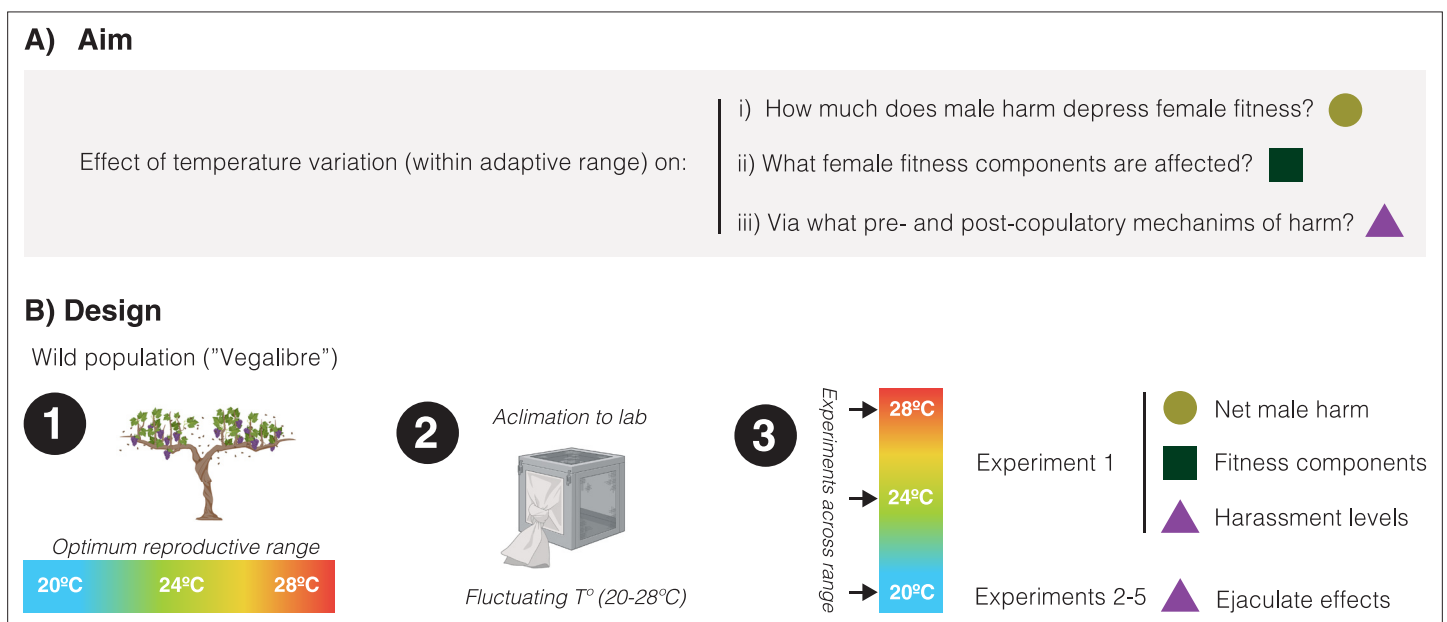 A) Aim
Effect of temperature variation (within adaptive range) on:
i) How much does male harm depress female fitness?
ii) What female fitness components are affected?
iii) Via what pre- and post-copulatory mechanims of harm?
B) Design
Wild population ("Vegalibre")
1
Optimum reproductive range
20ºC 24ºC 28ºC
2
Aclimation to lab
Fluctuating Tº (20-28ºC)
3
Experiments across range
28ºC
24ºC
20ºC
Experiment 1
Net male harm
Fitness components
Harassment levels
Experiments 2-5
Ejaculate effects